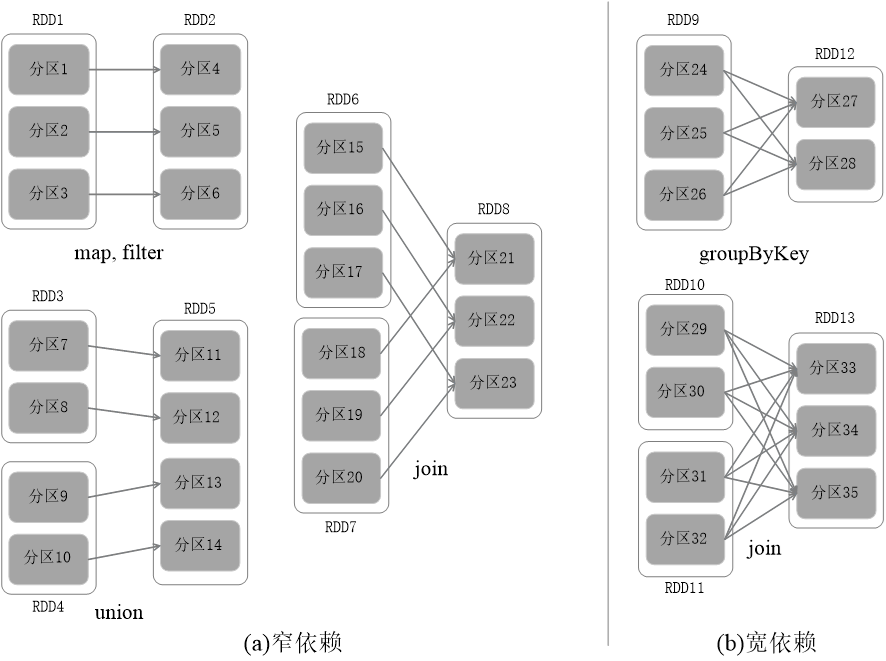 RDD1
分区1
分区2
分区3
RDD2
分区4
分区5
分区6
map, filter
RDD3
分区7
分区8
分区9
分区10
RDD4
RDD5
分区11
分区12
分区13
分区14
union
RDD6
分区15
分区16
分区17
分区18
分区19
分区20
RDD7
RDD8
分区21
分区22
分区23
join
(a)窄依赖
RDD9
分区24
分区25
分区26
RDD12
分区27
分区28
groupByKey
RDD10
分区29
分区30
分区31
分区32
RDD11
RDD13
分区33
分区34
分区35
join
(b)宽依赖